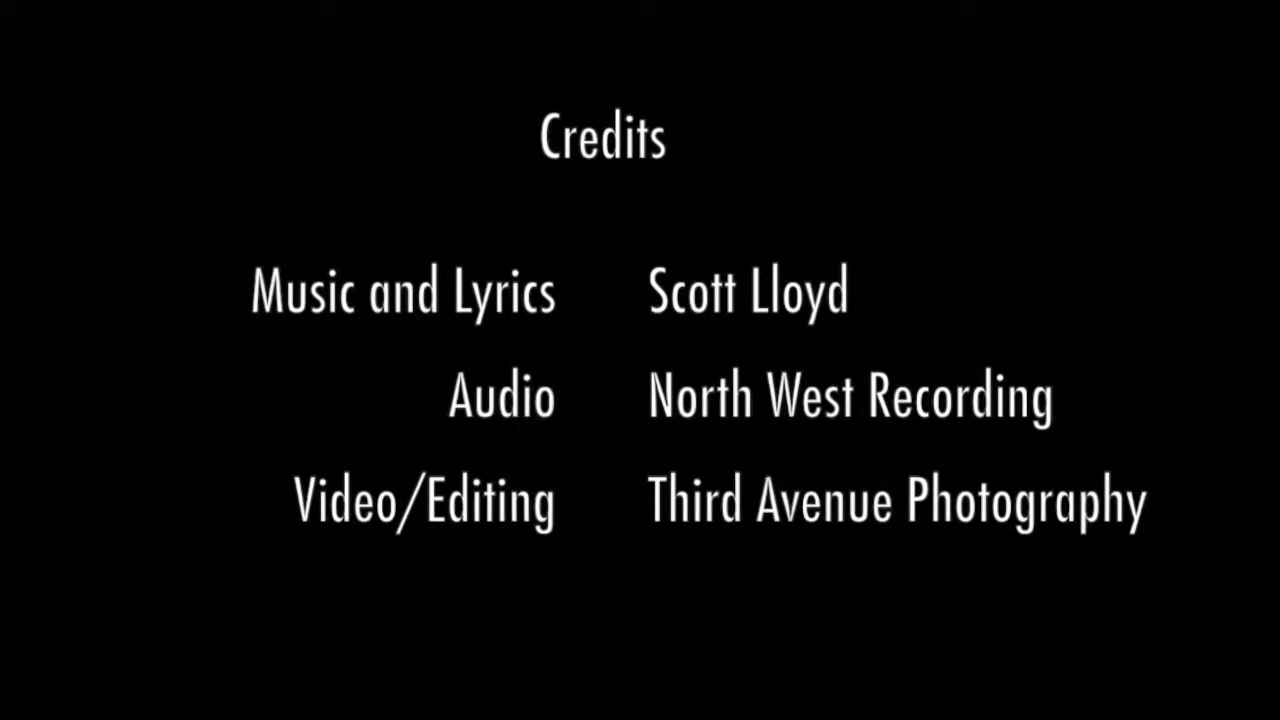 Credits
Music and Lyrics Scott Lloyd
Audio North West Recording
Video/Editing Third Avenue Photography